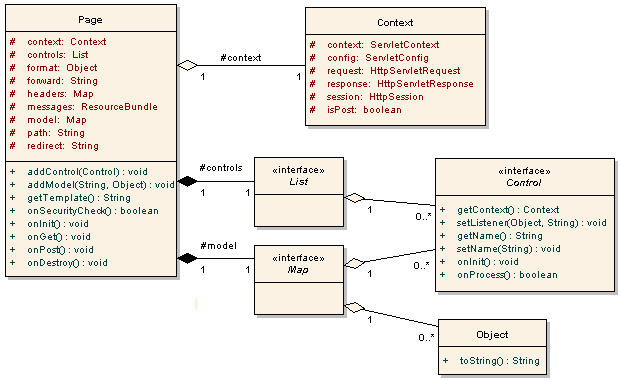 Page
# context: Context
# controls: List
# format: Object
# forward: String
# headers: Map
# messages: ResourceBundle
# model: Map
# path: String
# redirect: String
+ addControl(Control) : void
+ addModel(String, Object) : void
+ getTemplate() : String
+ onSecurityCheck() : boolean
+ onInit() : void
+ onGet() : void
+ onPost() : void
+ onDestroy() : void
#context
1
1
Context
# context: ServletContext
# config: ServletConfig
# request: HttpServletRequest
# response: HttpServletResponse
# session: HttpSession
# isPost: boolean
#controls
1
1
«interface»
List
1
0..*
«interface»
Control
+ getContext() : Context
+ setListener(Object, String) : void
+ getName() : String
+ setName(String) : void
+ onInit() : void
+ onProcess() : boolean
#model
1
1
«interface»
Map
1
0..*
1
0..*
Object
+ toString() : String